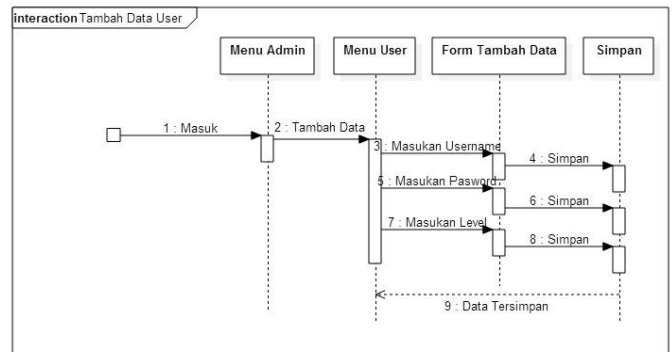 interaction Tambah Data User
Menu Admin
Menu User
Form Tambah Data
Simpan
1 : Masuk
2 : Tambah Data
3 : Masukan Username
4 : Simpan
5 : Masukan Pasword
6 : Simpan
7 : Masukan Level
8 : Simpan
9 : Data Tersimpan